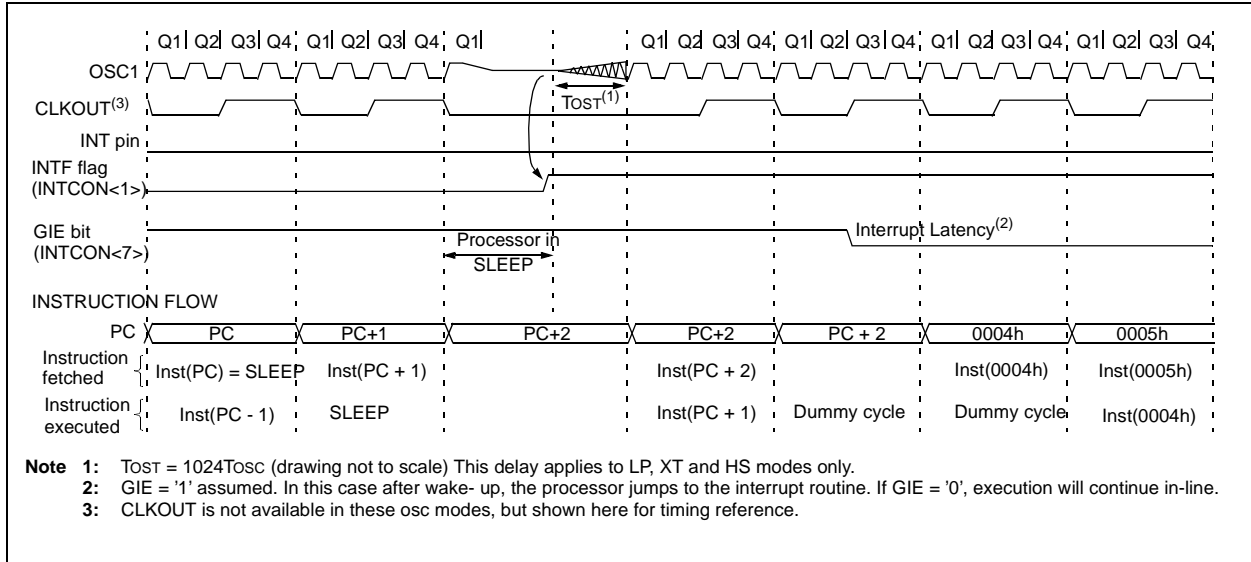 Q1 Q2 Q3 Q4 Q1 Q2 Q3 Q4 Q1 Q1 Q2 Q3 Q4 Q1 Q2 Q3 Q4 Q1 Q2 Q3 Q4 Q1 Q2 Q3 Q4
OSC1
TOST(1)
CLKOUT(3)
INT pin
INTF flag
(INTCON<1>)
GIE bit
(INTCON<7>)
Processor in
SLEEP
Interrupt Latency(2)
INSTRUCTION FLOW
PC PC PC+1 PC+2 PC+2 PC + 2 0004h 0005h
Instruction
fetched
Inst(PC) = SLEEP Inst(PC + 1) Inst(PC + 2) Inst(0004h) Inst(0005h)
Instruction
executed
Inst(PC - 1) SLEEP Inst(PC + 1) Dummy cycle Dummy cycle Inst(0004h)
Note 1: TOST = 1024TOSC (drawing not to scale) This delay applies to LP, XT and HS modes only.
2: GIE = '1' assumed. In this case after wake- up, the processor jumps to the interrupt routine. If GIE = '0', execution will continue in-line.
3: CLKOUT is not available in these osc modes, but shown here for timing reference.